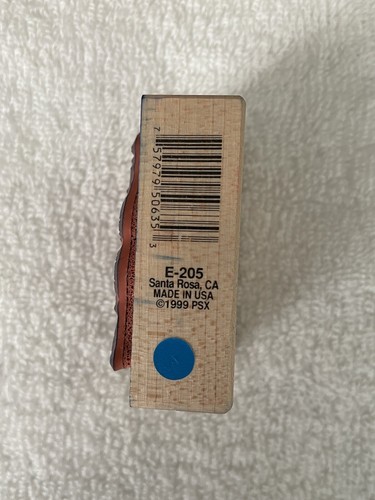 7 57979 50635 3
E-205
Santa Rosa, CA
MADE IN USA
©1999 PSX